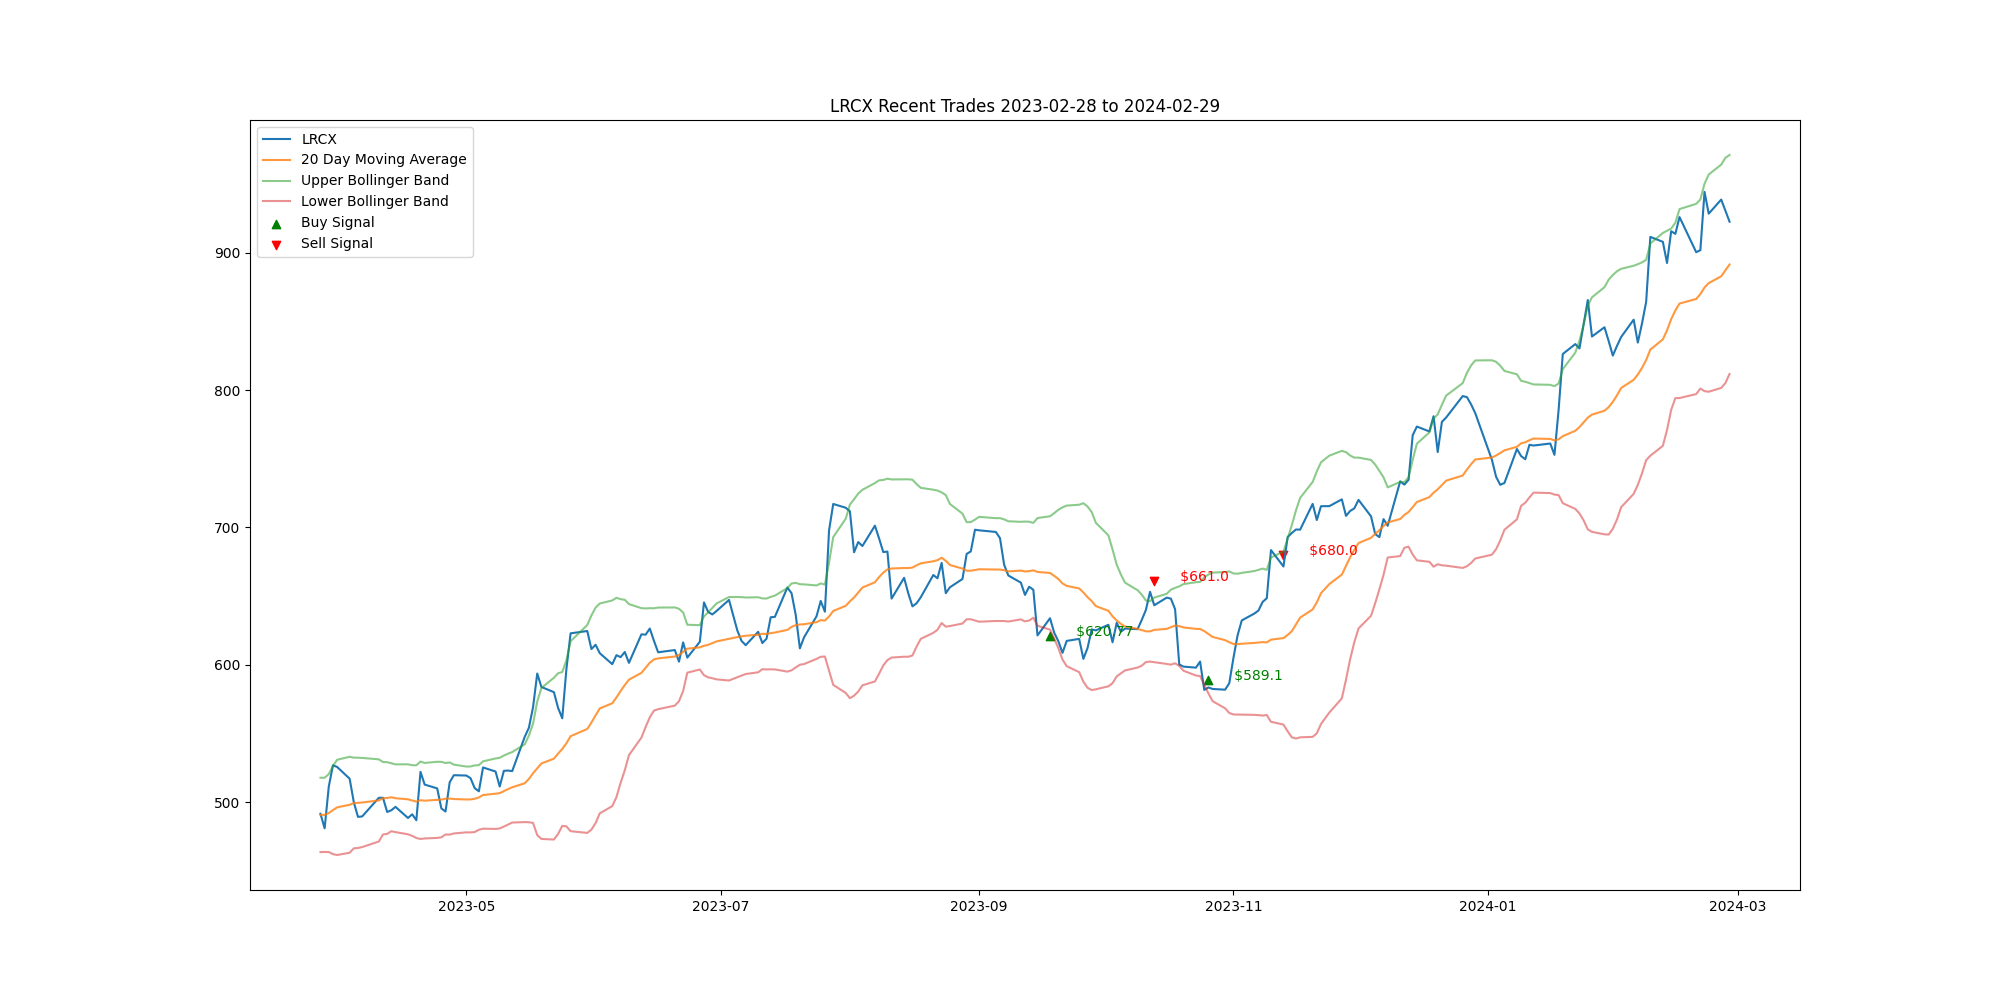 LRCX Recent Trades 2023-02-28 to 2024-02-29
LRCX
20 Day Moving Average
Upper Bollinger Band
Lower Bollinger Band
Buy Signal
Sell Signal
900
800
700
600
500
$620.77
$661.0
$589.1
$680.0
2023-05
2023-07
2023-09
2023-11
2024-01
2024-03